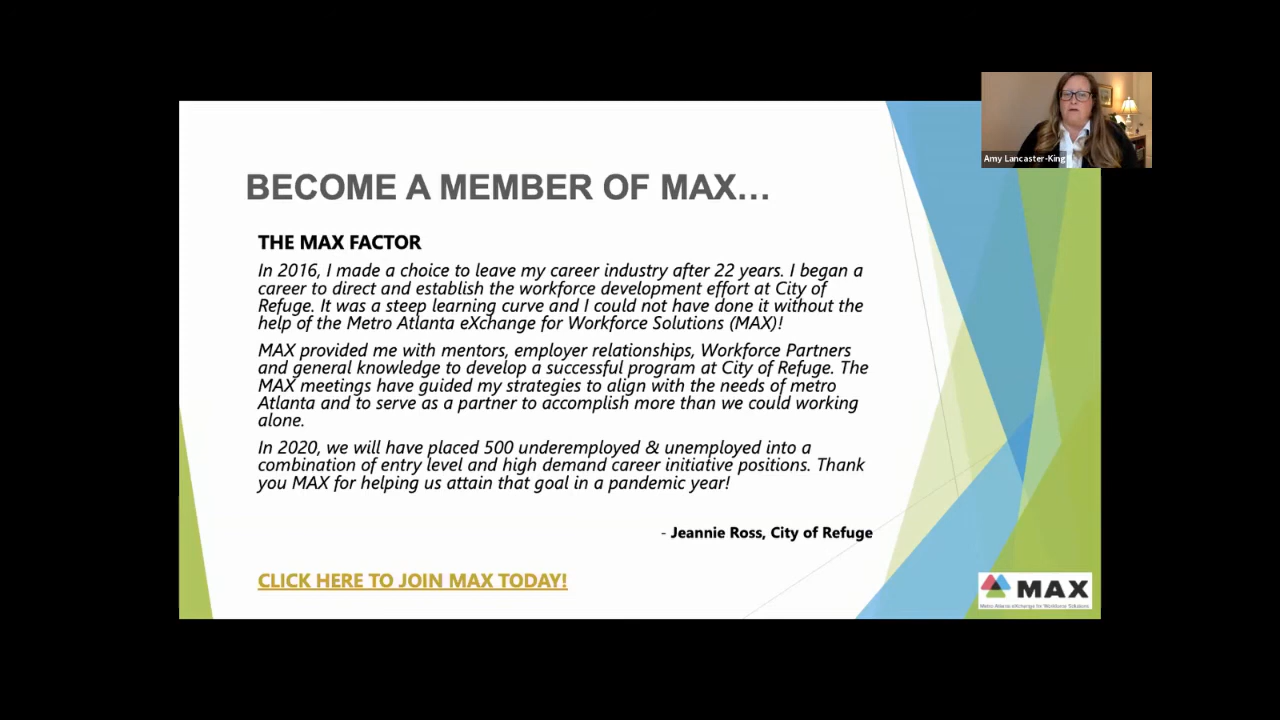 Amy Lancaster-King
BECOME A MEMBER OF MAX...
THE MAX FACTOR
In 2016, I made a choice to leave my career industry after 22 years. I began a
career to direct and establish the workforce development effort at City of
Refuge. It was a steep learning curve and I could not have done it without the
help of the Metro Atlanta eXchange for Workforce Solutions (MAX)!
MAX provided me with mentors, employer relationships, Workforce Partners
and general knowledge to develop a successful program at City of Refuge. The
MAX meetings have guided my strategies to align with the needs of metro
Atlanta and to serve as a partner to accomplish more than we could working
alone.
In 2020, we will have placed 500 underemployed & unemployed into a
combination of entry level and high demand career initiative positions. Thank
you MAX for helping us attain that goal in a pandemic year!
- Jeannie Ross, City of Refuge
CLICK HERE TO JOIN MAX TODAY!
MAX
Metro Atlanta eXchange for Workforce Solutions